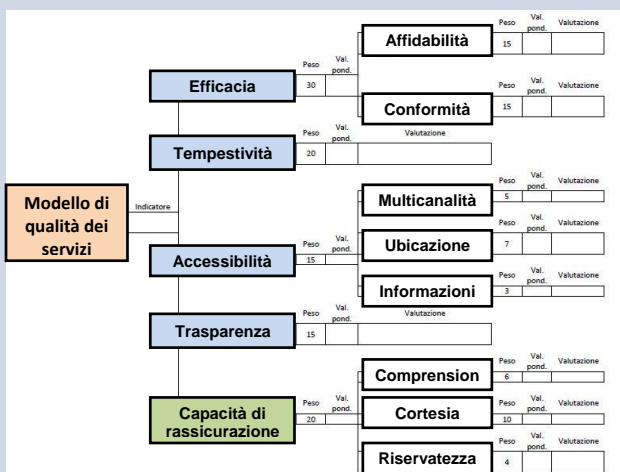 Affidabilità
Peso Val. pond. Valutazione
15
Efficacia
Peso Val. pond.
30
Conformità
Peso Val. pond. Valutazione
15
Tempestività
Peso Val. pond. Valutazione
20
Modello di
qualità dei
servizi
Indicatore
Multicanalità
Peso Val. pond. Valutazione
5
Ubicazione
Peso Val. pond. Valutazione
7
Accessibilità
Peso Val. pond.
15
Informazioni
Peso Val. pond. Valutazione
3
Trasparenza
Peso Val. pond. Valutazione
15
Comprension
Peso Val. pond. Valutazione
6
Capacità di
rassicurazione
Peso Val. pond.
20
Cortesia
Peso Val. pond. Valutazione
10
Riservatezza
Peso Val. pond. Valutazione
4